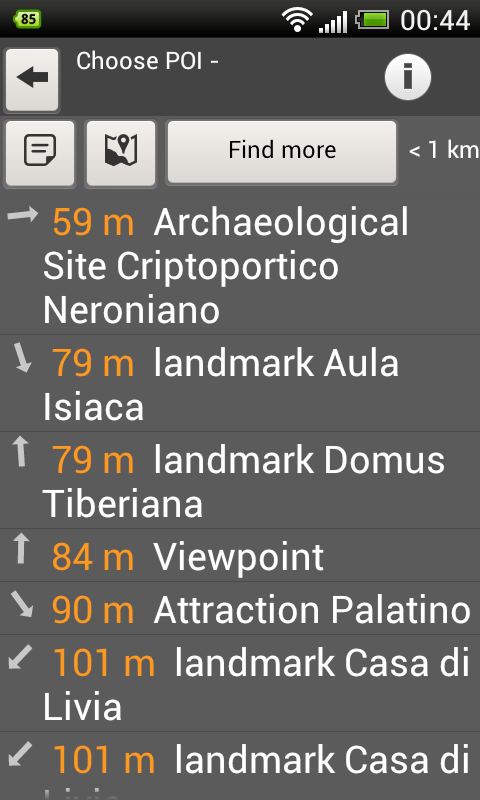 85
00:44
Choose POI -
i
Find more
< 1 km
59 m Archaeological
Site Criptoportico
Neroniano
79 m landmark Aula
Isiaca
79 m landmark Domus
Tiberiana
84 m Viewpoint
90 m Attraction Palatino
101 m landmark Casa di
Livia
101 m landmark Casa di